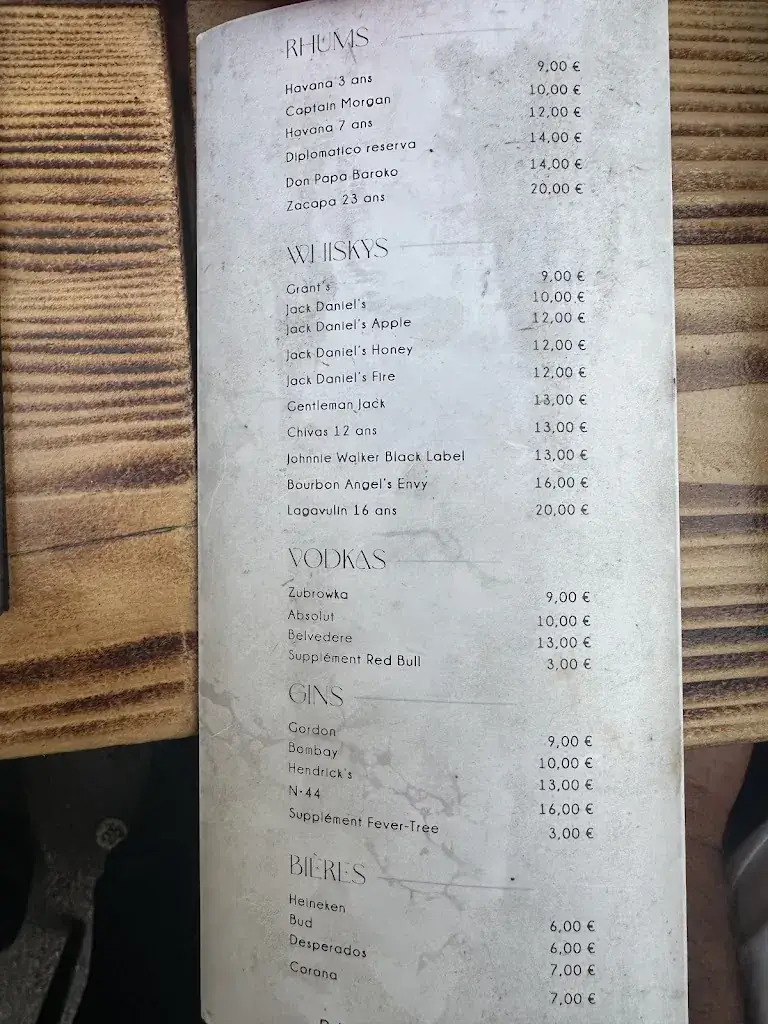 RHUMS
Havana 3 ans 9,00 €
Captain Morgan 10,00 €
Havana 7 ans 12,00 €
Diplomatico reserva 14,00 €
Don Papa Baroko 14,00 €
Zacapa 23 ans 20,00 €
WHISKYS
Grant's 9,00 €
Jack Daniel's 10,00 €
Jack Daniel's Apple 12,00 €
Jack Daniel's Honey 12,00 €
Jack Daniel's Fire 12,00 €
Gentleman Jack 13,00 €
Chivas 12 ans 13,00 €
Johnnie Walker Black Label 13,00 €
Bourbon Angel's Envy 16,00 €
Lagavulin 16 ans 20,00 €
VODKAS
Zubrowka 9,00 €
Absolut 10,00 €
Belvedere 13,00 €
Supplément Red Bull 3,00 €
GINS
Gordon 9,00 €
Bombay 10,00 €
Hendrick's 13,00 €
N-44 16,00 €
Supplément Fever-Tree 3,00 €
BIÈRES
Heineken 6,00 €
Bud 6,00 €
Desperados 7,00 €
Corona 7,00 €